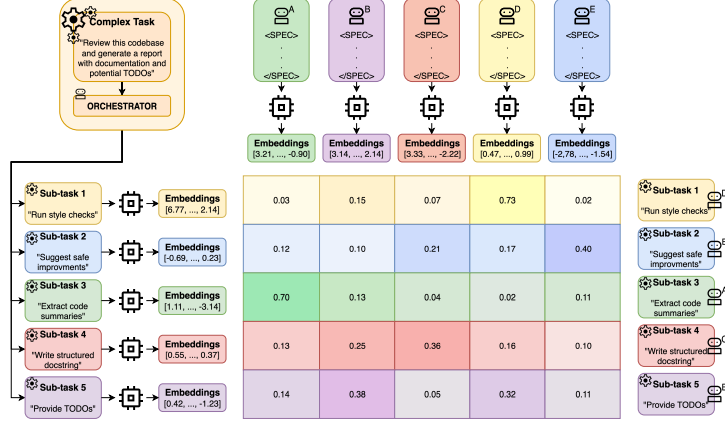 Complex Task
"Review this codebase
and generate a report
with documentation and
potential TODOs"
ORCHESTRATOR
A
<SPEC>
.
.
.
</SPEC>
B
<SPEC>
.
.
.
</SPEC>
C
<SPEC>
.
.
.
</SPEC>
D
<SPEC>
.
.
.
</SPEC>
E
<SPEC>
.
.
.
</SPEC>
Embeddings
[3.21, ..., -0.90]
Embeddings
[3.14, ..., 2.14]
Embeddings
[3.33, ..., -2.22]
Embeddings
[0.47, ..., 0.99]
Embeddings
[-2,78, ..., -1.54]
Sub-task 1
"Run style checks"
Embeddings
[6.77, ..., 2.14]
0.03 0.15 0.07 0.73 0.02
Sub-task 1
"Run style checks"
Sub-task 2
"Suggest safe
improvments"
Embeddings
[-0.69, ..., 0.23]
0.12 0.10 0.21 0.17 0.40
Sub-task 2
"Suggest safe
improvments"
Sub-task 3
"Extract code
summaries"
Embeddings
[1.11, ..., -3.14]
0.70 0.13 0.04 0.02 0.11
Sub-task 3
"Extract code
summaries"
Sub-task 4
"Write structured
docstring"
Embeddings
[0.55, ..., 0.37]
0.13 0.25 0.36 0.16 0.10
Sub-task 4
"Write structured
docstring"
Sub-task 5
"Provide TODOs"
Embeddings
[0.42, ..., -1.23]
0.14 0.38 0.05 0.32 0.11
Sub-task 5
"Provide TODOs"